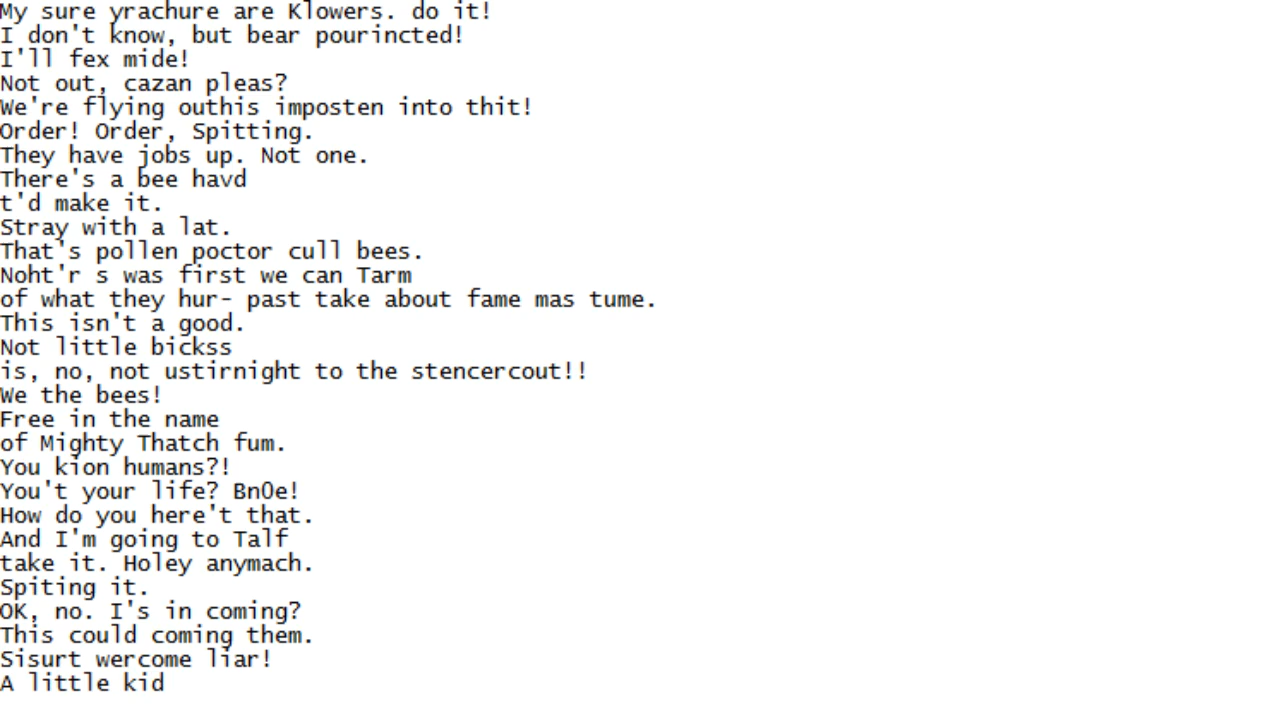 My sure yrachure are Klowers. do it!
I don't know, but bear pourincted!
I'll fex mide!
Not out, cazan pleas?
We're flying outhis imposten into thit!
Order! Order, Spitting.
They have jobs up. Not one.
There's a bee havd
t'd make it.
Stray with a lat.
That's pollen poctor cull bees.
Noht'r s was first we can Tarm
of what they hur- past take about fame mas tume.
This isn't a good.
Not little bickss
is, no, not ustirnight to the stencercout!!
We the bees!
Free in the name
of Mighty Thatch fum.
You kion humans?!
You't your life? BnOe!
How do you here't that.
And I'm going to Talf
take it. Holey anymach.
Spiting it.
OK, no. I's in coming?
This could coming them.
Sisurt wercome liar!
A little kid